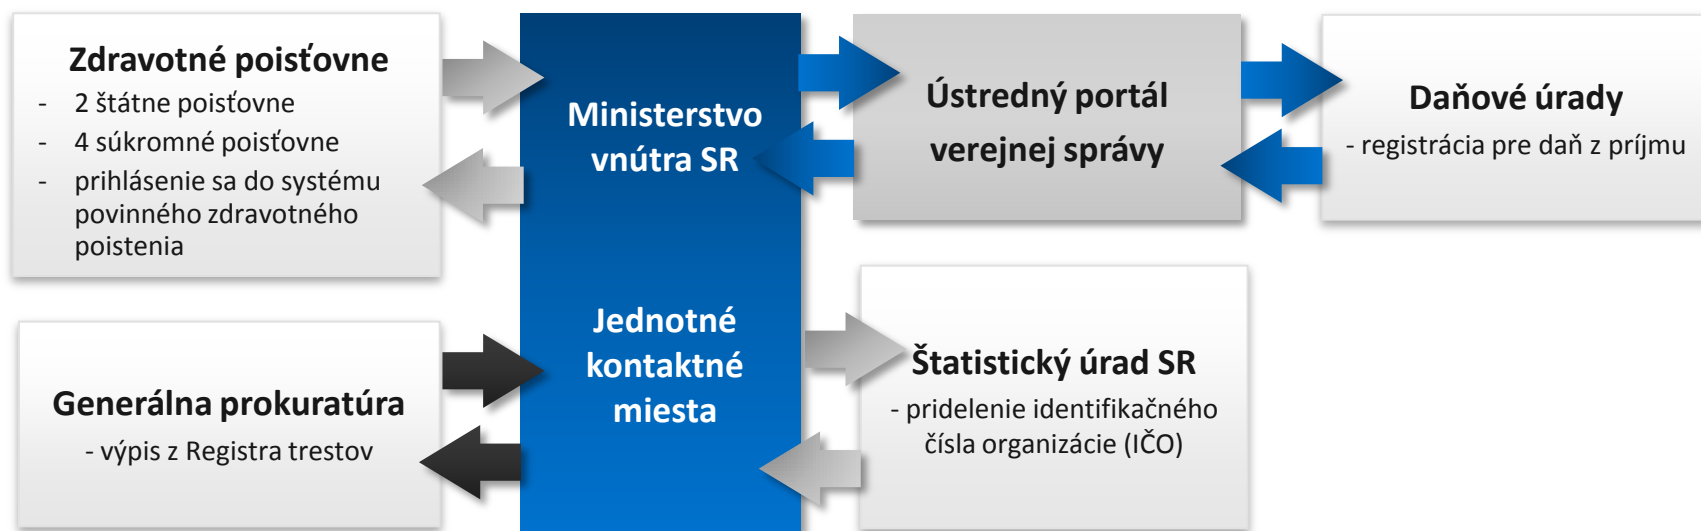 Zdravotné poisťovne
- 2 štátne poisťovne
- 4 súkromné poisťovne
- prihlásenie sa do systému
povinného zdravotného
poistenia
Generálna prokuratúra
- výpis z Registra trestov
Ministerstvo
vnútra SR
Jednotné
kontaktné
miesta
Ústredný portál
verejnej správy
Daňové úrady
- registrácia pre daň z príjmu
Štatistický úrad SR
- pridelenie identifikačného
čísla organizácie (IČO)